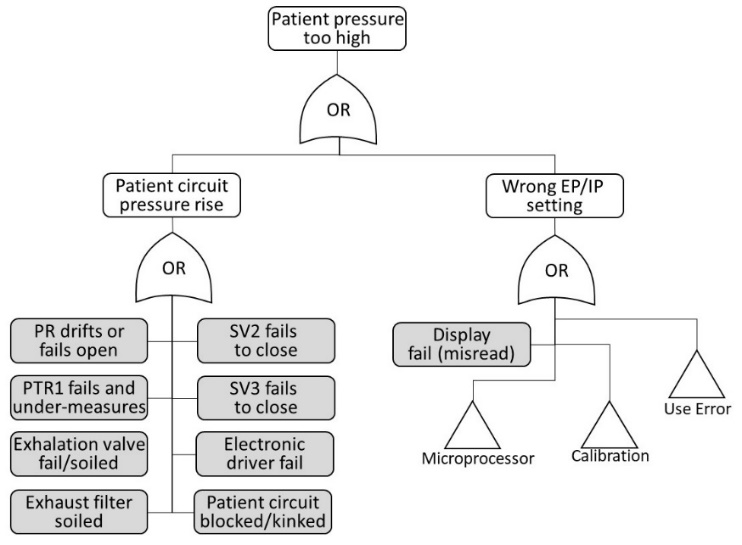 Patient pressure
too high
OR
Patient circuit
pressure rise
Wrong EP/IP
setting
OR
OR
PR drifts or
fails open
SV2 fails
to close
Display
fail (misread)
PTR1 fails and
under-measures
SV3 fails
to close
Use Error
Exhalation valve
fail/soiled
Electronic
driver fail
Microprocessor
Calibration
Exhaust filter
soiled
Patient circuit
blocked/kinked